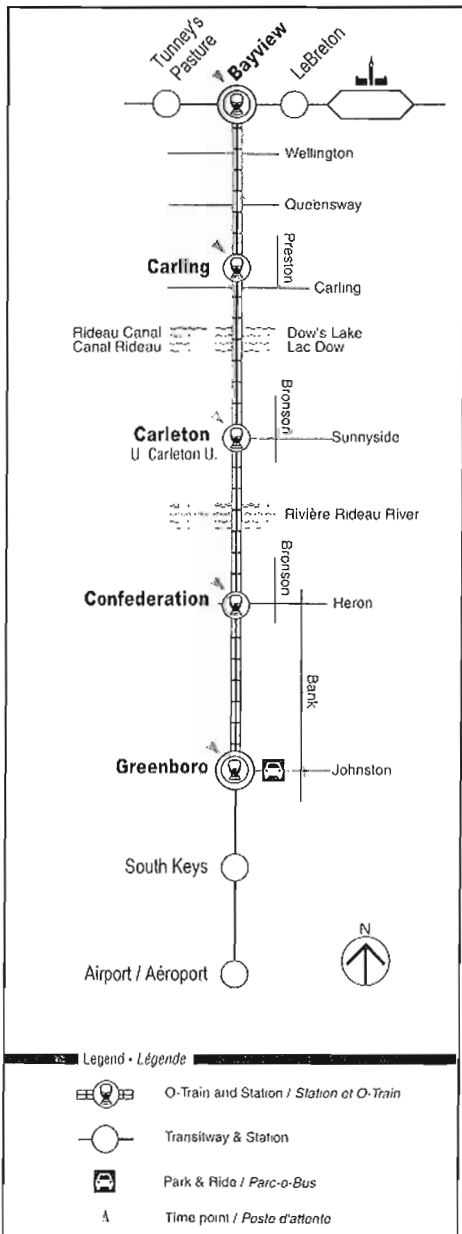 Tunney's
Pasture
Bayview
LeBreton
Wellington
Queensway
Preston
Carling
Carling
Rideau Canal
Canal Rideau
Dow's Lake
Lac Dow
Bronson
Carleton
U Carleton U.
Sunnyside
Rivière Rideau River
Bronson
Confederation
Heron
Bank
Greenboro
Johnston
South Keys
N
Airport / Aéroport
Legend • Légende
O-Train and Station / Station et O-Train
Transitway & Station
Park & Ride / Parc-o-Bus
Time point / Poste d'attente